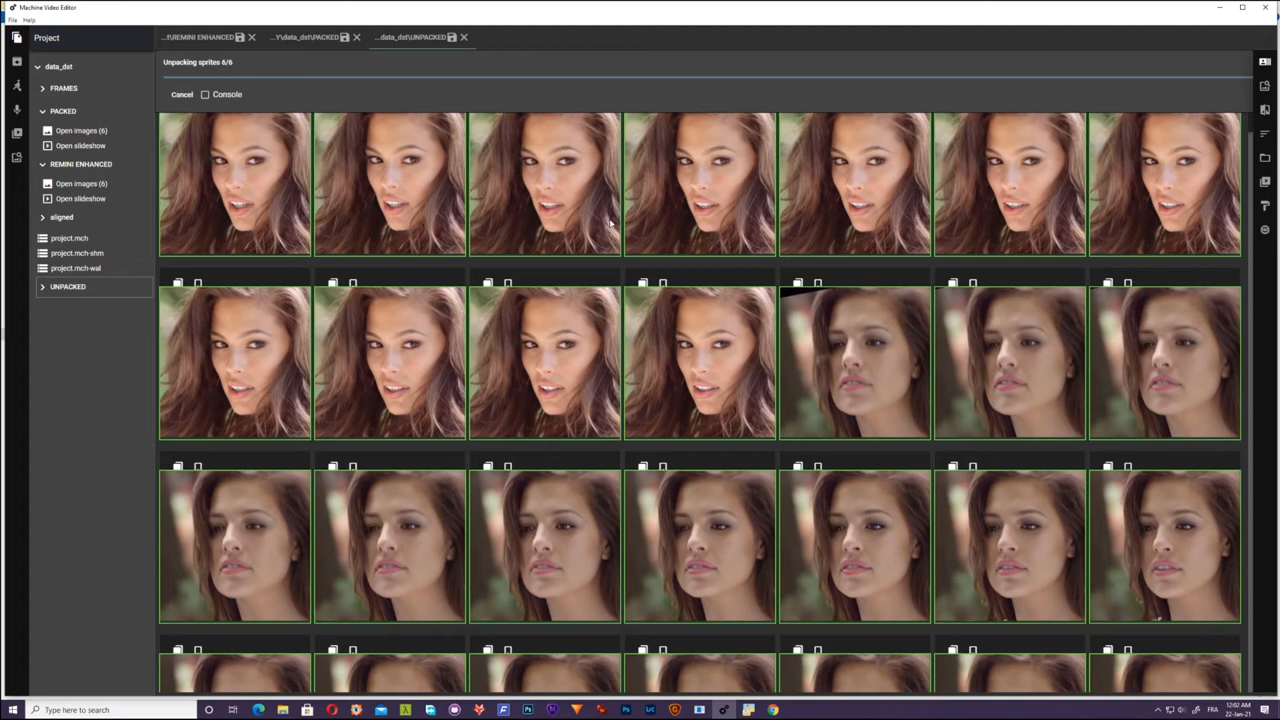 Machine Video Editor
File Help
Project
...t\REMINI ENHANCED
...Y\data_dst\PACKED
...data_dst\UNPACKED
data_dst
FRAMES
PACKED
Open images (6)
Open slideshow
REMINI ENHANCED
Open images (6)
Open slideshow
aligned
project.mch
project.mch-shm
project.mch-wal
UNPACKED
Unpacking sprites 6/6
Cancel Console
Type here to search
FR
12:02 AM
22-Jan-21